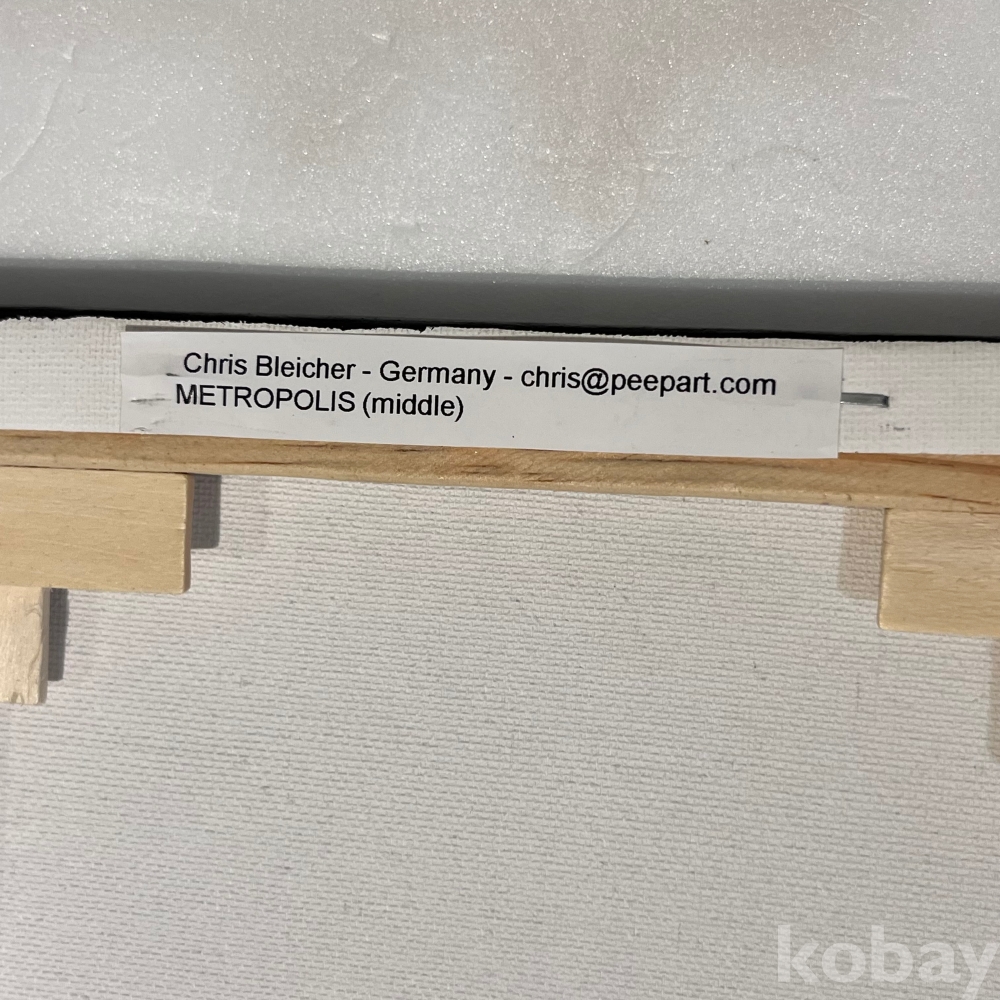 Chris Bleicher - Germany - chris@peepart.com
METROPOLIS (middle)
kobay